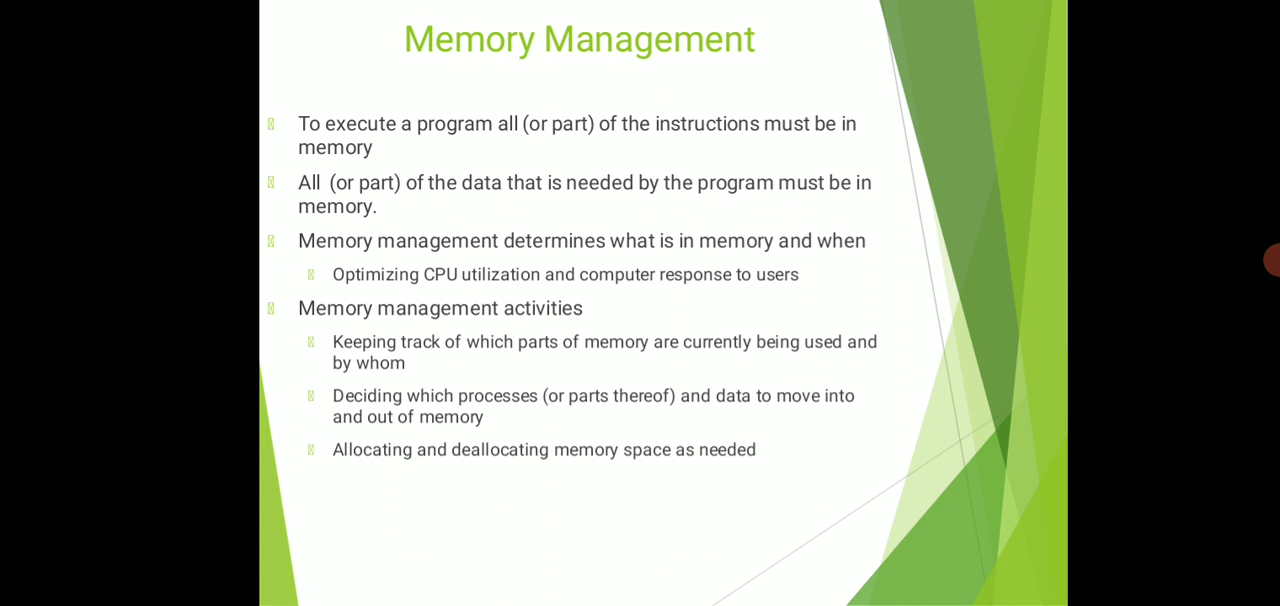 Memory Management
To execute a program all (or part) of the instructions must be in
memory
All (or part) of the data that is needed by the program must be in
memory.
Memory management determines what is in memory and when
Optimizing CPU utilization and computer response to users
Memory management activities
Keeping track of which parts of memory are currently being used and
by whom
Deciding which processes (or parts thereof) and data to move into
and out of memory
Allocating and deallocating memory space as needed